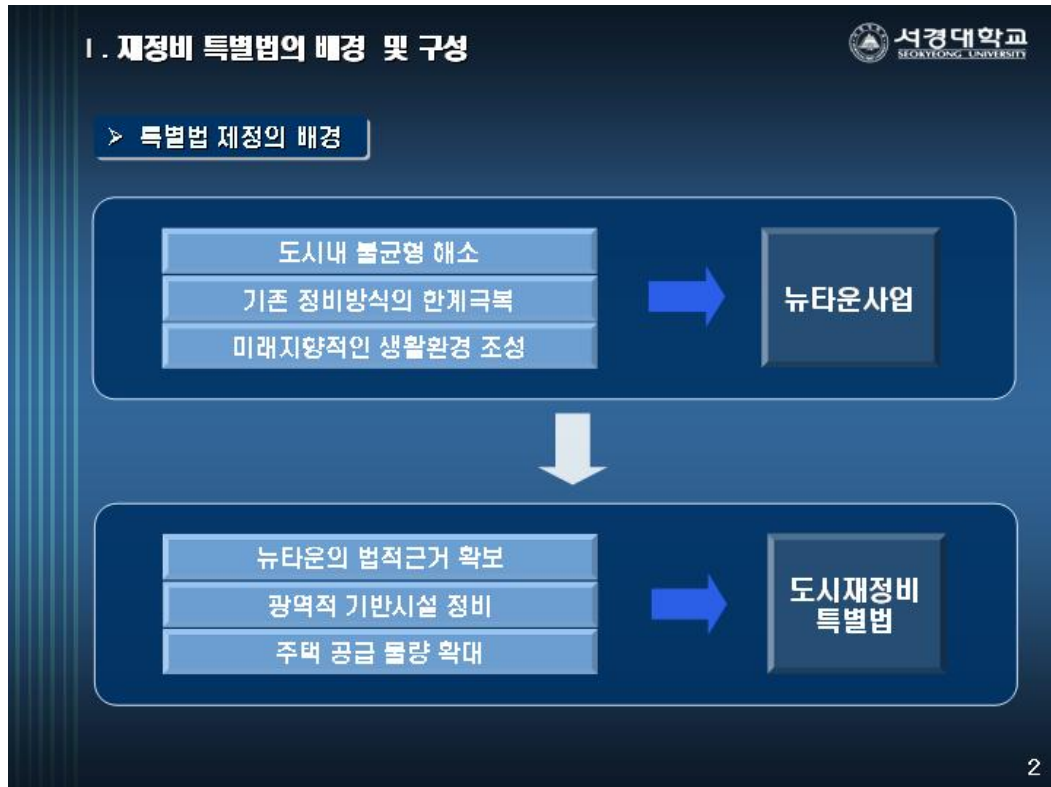 Ⅰ. 재정비 특별법의 배경 및 구성
서경대학교
SEOKYEONG UNIVERSITY
➢ 특별법 제정의 배경
도시내 불균형 해소
기존 정비방식의 한계극복
미래지향적인 생활환경 조성
뉴타운사업
뉴타운의 법적근거 확보
광역적 기반시설 정비
주택 공급 물량 확대
도시재정비
특별법
2